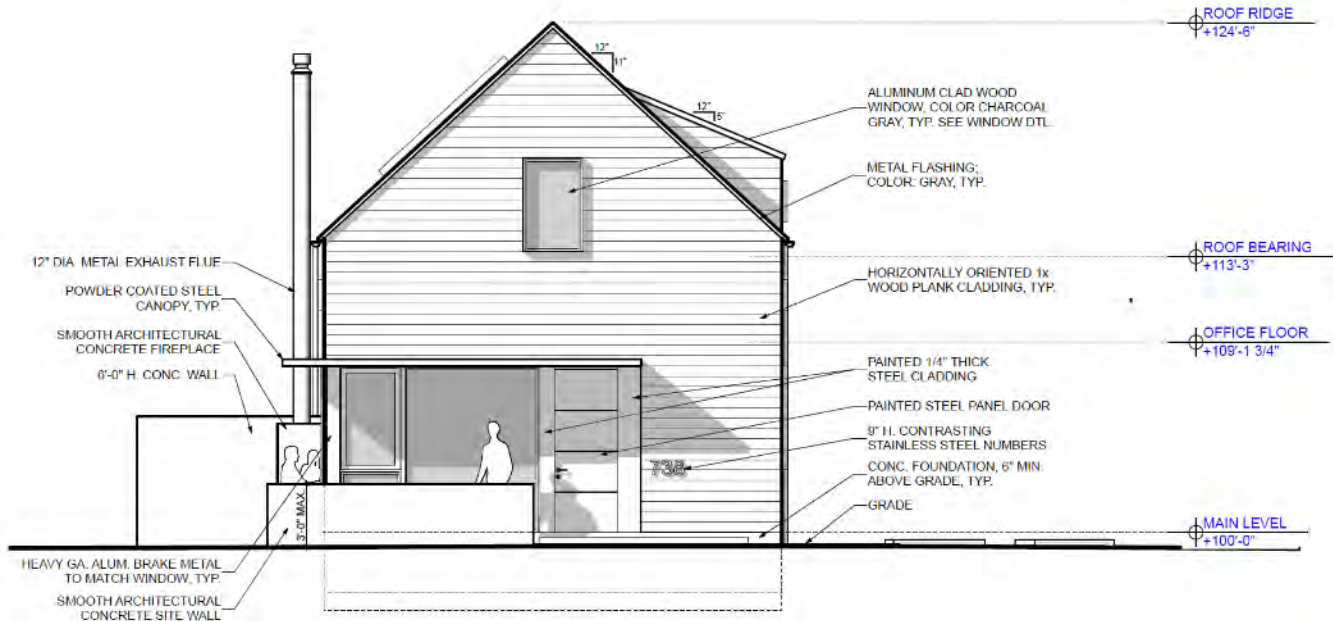 ROOF RIDGE
+124'-6"
12"
11"
12"
5"
ALUMINUM CLAD WOOD
WINDOW, COLOR CHARCOAL
GRAY, TYP. SEE WINDOW DTL.
METAL FLASHING;
COLOR: GRAY, TYP.
ROOF BEARING
+113'-3"
12" DIA. METAL EXHAUST FLUE
HORIZONTALLY ORIENTED 1x
WOOD PLANK CLADDING, TYP.
POWDER COATED STEEL
CANOPY, TYP.
SMOOTH ARCHITECTURAL
CONCRETE FIREPLACE
OFFICE FLOOR
+109'-1 3/4"
6'-0" H. CONC. WALL
PAINTED 1/4" THICK
STEEL CLADDING
PAINTED STEEL PANEL DOOR
9" H. CONTRASTING
STAINLESS STEEL NUMBERS
738
CONC. FOUNDATION, 6" MIN.
ABOVE GRADE, TYP.
GRADE
3'-0" MAX.
MAIN LEVEL
+100'-0"
HEAVY GA. ALUM. BRAKE METAL
TO MATCH WINDOW, TYP.
SMOOTH ARCHITECTURAL
CONCRETE SITE WALL